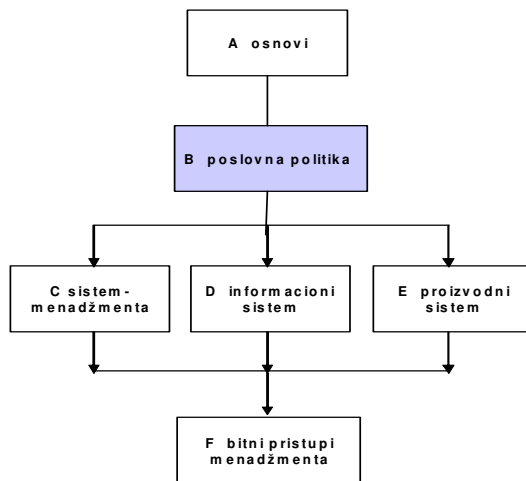 A osnovi
B poslovna politika
C sistem-
menadžmenta
D informacioni
sistem
E proizvodni
sistem
F bitni pristupi
menadžmenta